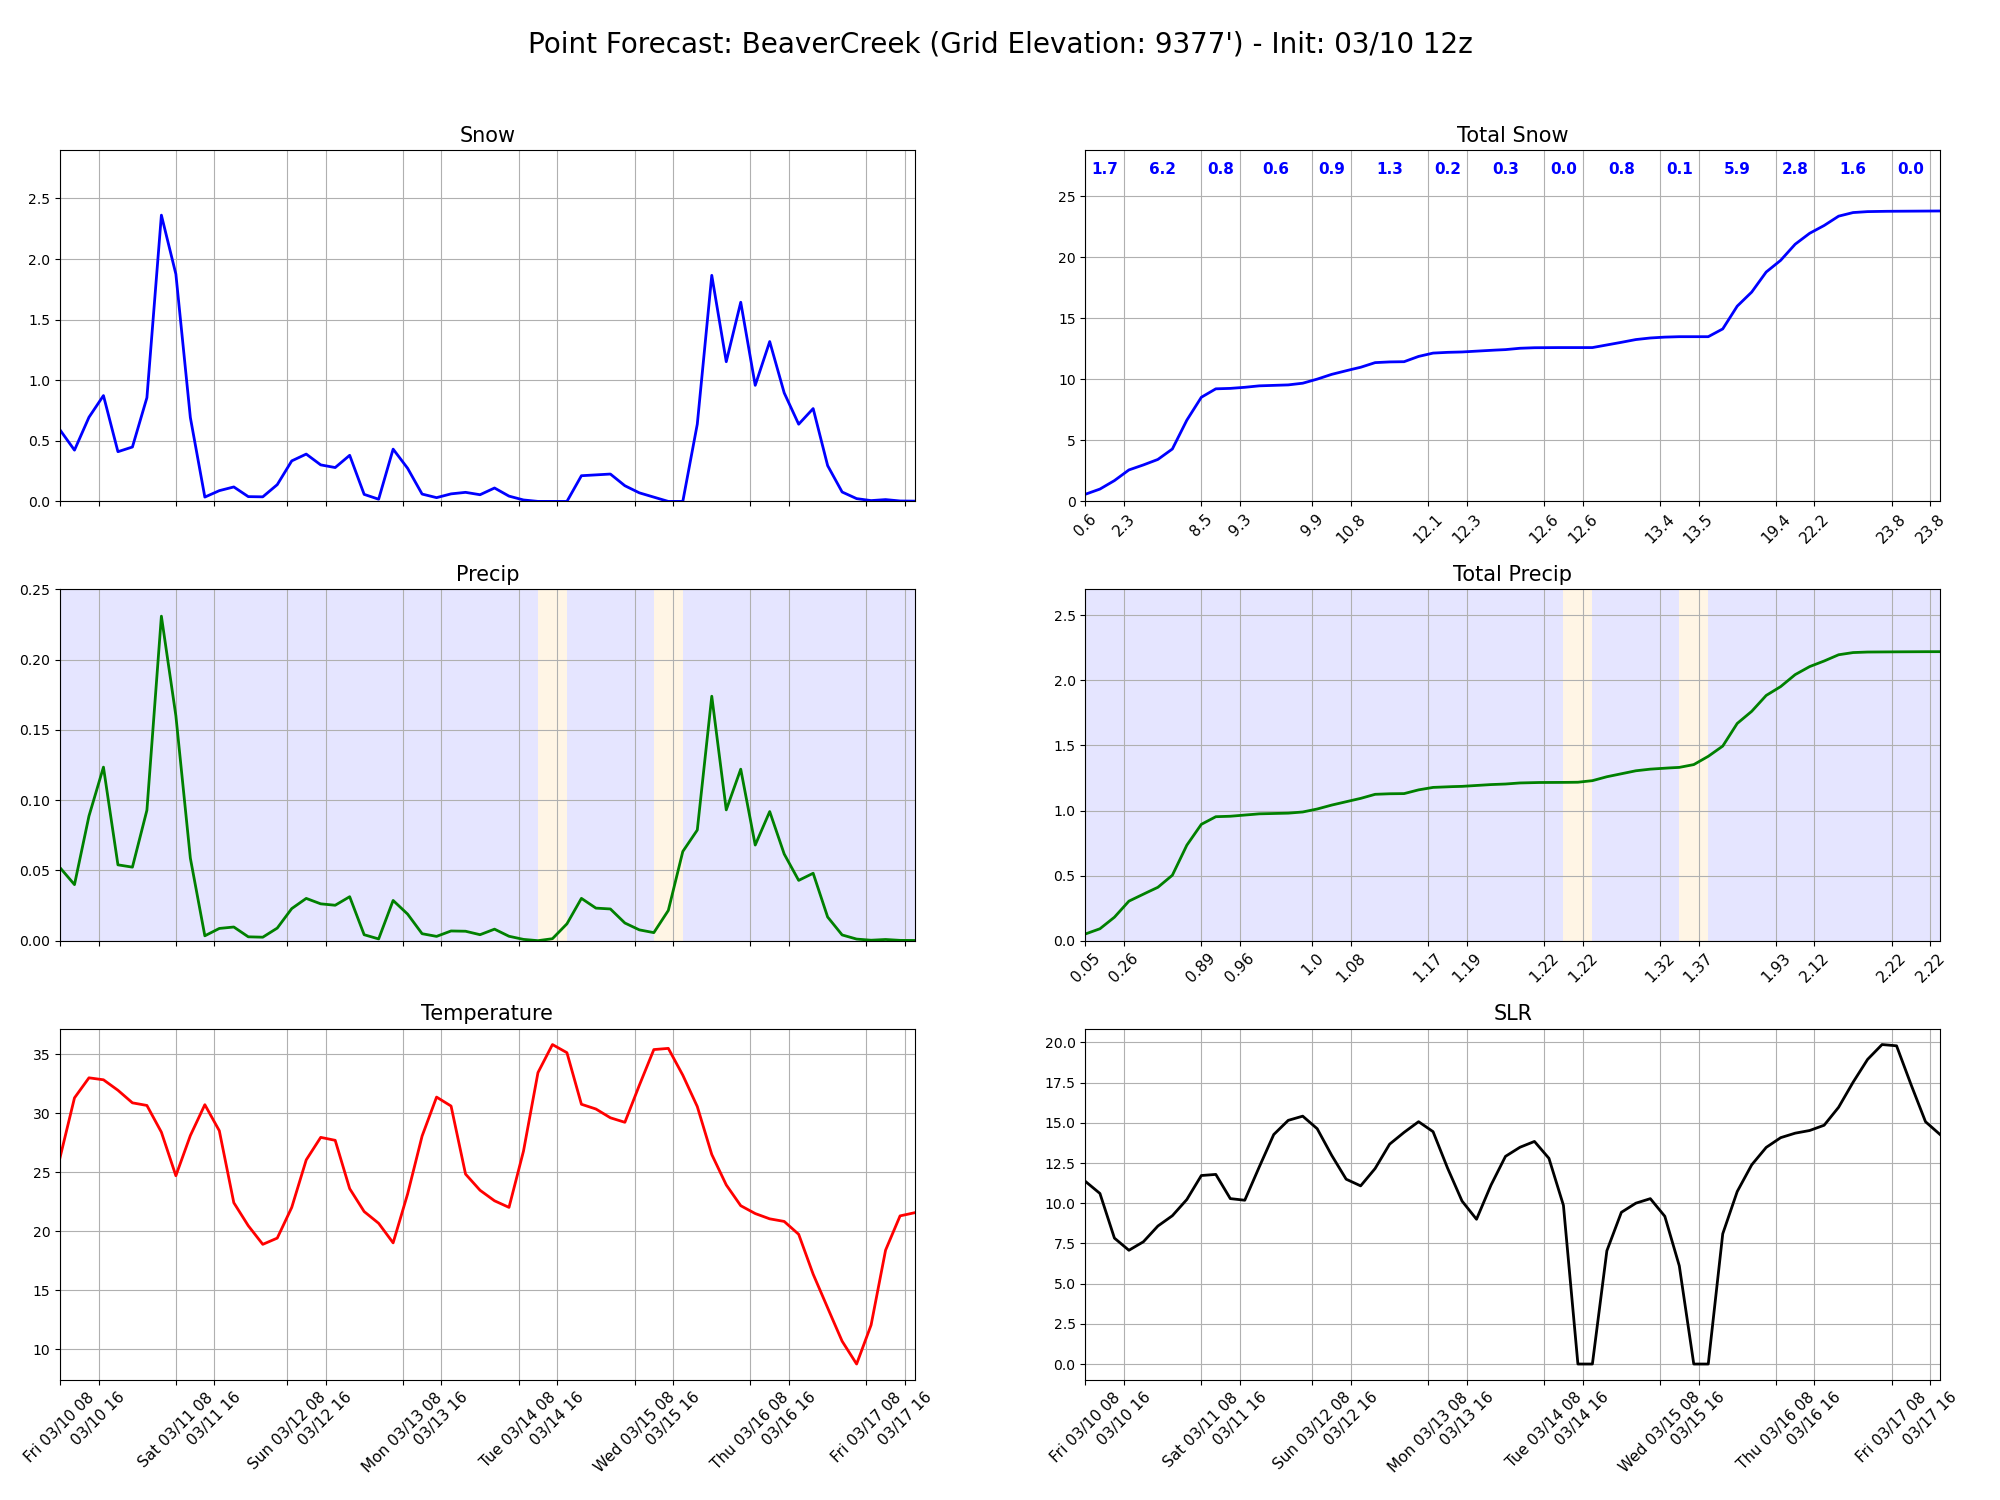 Point Forecast: BeaverCreek (Grid Elevation: 9377') - Init: 03/10 12z
Snow
2.5
2.0
1.5
1.0
0.5
0.0
Total Snow
1.7 6.2 0.8 0.6 0.9 1.3 0.2 0.3 0.0 0.8 0.1 5.9 2.8 1.6 0.0
25
20
15
10
5
0
0.6 2.3 8.5 9.3 9.9 10.8 12.1 12.3 12.6 12.6 13.4 13.5 19.4 22.2 23.8 23.8
Precip
0.25
0.20
0.15
0.10
0.05
0.00
Total Precip
2.5
2.0
1.5
1.0
0.5
0.0
0.05 0.26 0.89 0.96 1.0 1.08 1.17 1.19 1.22 1.22 1.32 1.37 1.93 2.12 2.22 2.22
Temperature
35
30
25
20
15
10
Fri 03/10 08
03/10 16
Sat 03/11 08
03/11 16
Sun 03/12 08
03/12 16
Mon 03/13 08
03/13 16
Tue 03/14 08
03/14 16
Wed 03/15 08
03/15 16
Thu 03/16 08
03/16 16
Fri 03/17 08
03/17 16
SLR
20.0
17.5
15.0
12.5
10.0
7.5
5.0
2.5
0.0
Fri 03/10 08
03/10 16
Sat 03/11 08
03/11 16
Sun 03/12 08
03/12 16
Mon 03/13 08
03/13 16
Tue 03/14 08
03/14 16
Wed 03/15 08
03/15 16
Thu 03/16 08
03/16 16
Fri 03/17 08
03/17 16